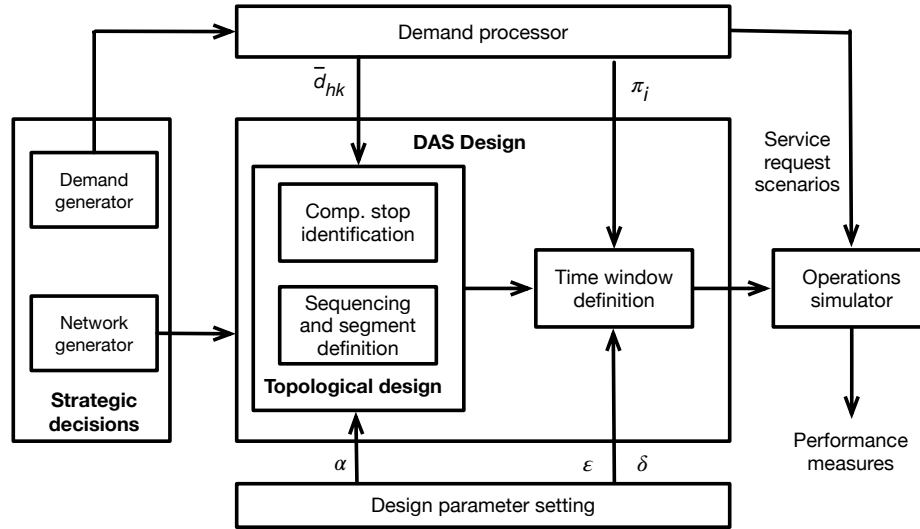 Demand processor
d̄hk
πi
DAS Design
Demand
generator
Comp. stop
identification
Service
request
scenarios
Time window
definition
Operations
simulator
Network
generator
Sequencing
and segment
definition
Topological design
Strategic
decisions
α
ε
δ
Performance
measures
Design parameter setting